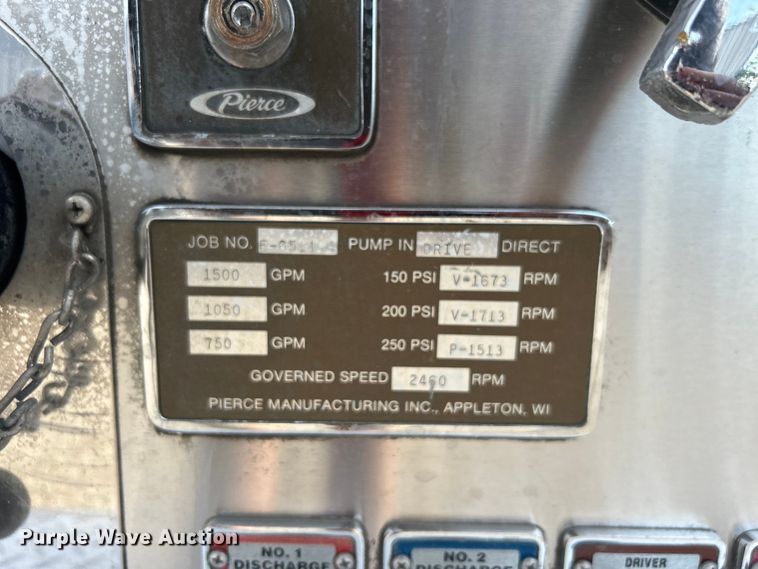 Pierce
JOB NO. PUMP IN DRIVE DIRECT
1500 GPM 150 PSI V-1673 RPM
1050 GPM 200 PSI V-1713 RPM
750 GPM 250 PSI P-1513 RPM
GOVERNED SPEED 2460 RPM
PIERCE MANUFACTURING INC., APPLETON, WI
NO. 1 DISCHARGE
NO. 2 DISCHARGE
DRIVER
Purple Wave Auction